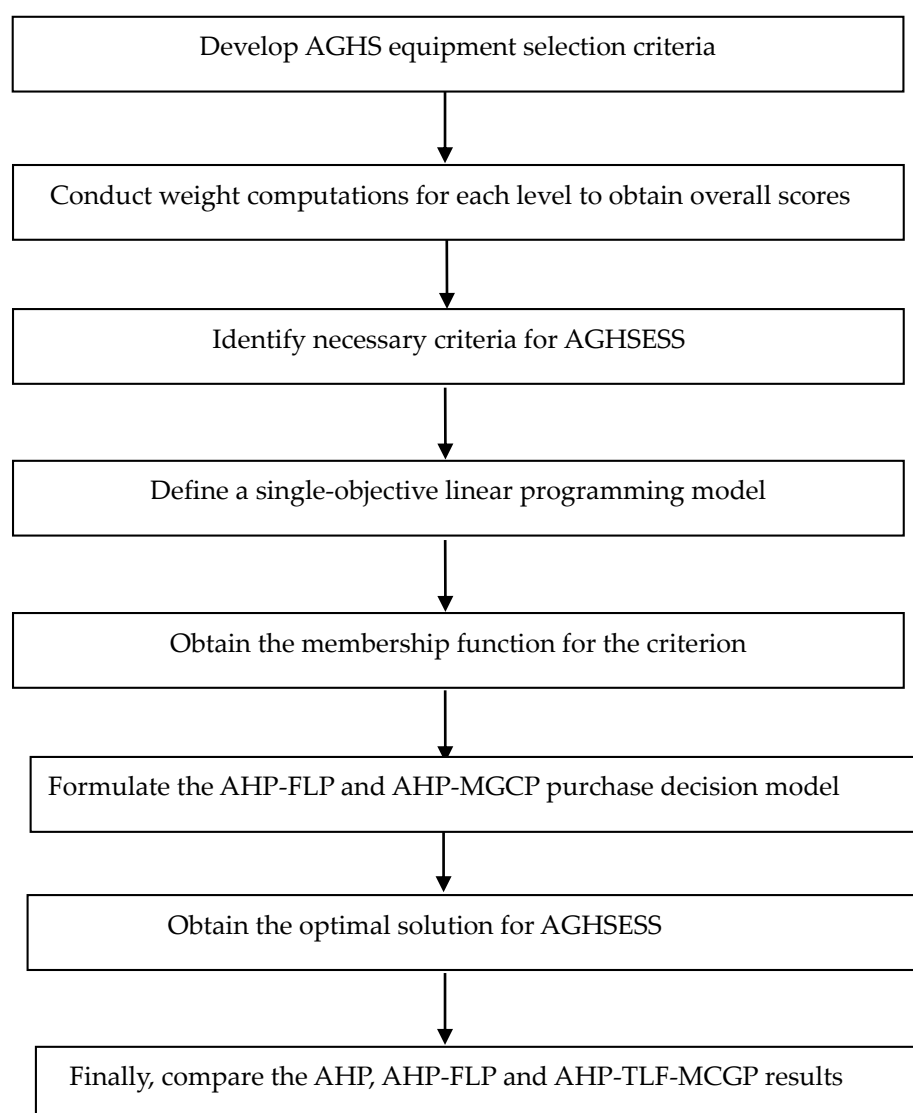 Develop AGHS equipment selection criteria
Conduct weight computations for each level to obtain overall scores
Identify necessary criteria for AGHSESS
Define a single-objective linear programming model
Obtain the membership function for the criterion
Formulate the AHP-FLP and AHP-MGCP purchase decision model
Obtain the optimal solution for AGHSESS
Finally, compare the AHP, AHP-FLP and AHP-TLF-MCGP results